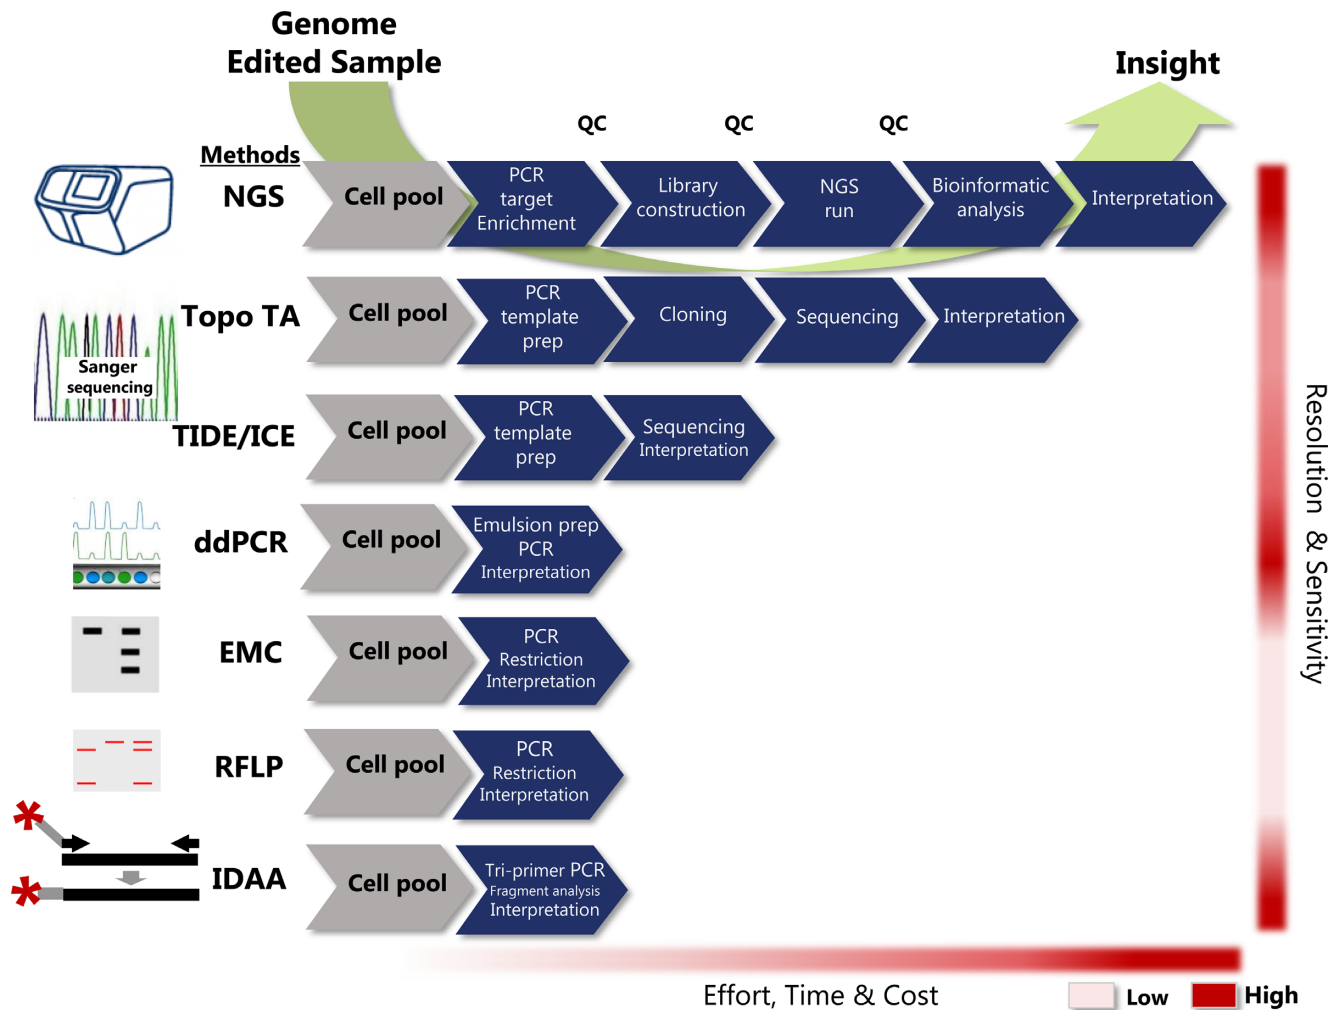 Genome
Edited Sample
Insight
QC
QC
QC
Methods
NGS
Cell pool
PCR
target
Enrichment
Library
construction
NGS
run
Bioinformatic
analysis
Interpretation
Topo TA
Cell pool
PCR
template
prep
Cloning
Sequencing
Interpretation
Sanger
sequencing
TIDE/ICE
Cell pool
PCR
template
prep
Sequencing
Interpretation
ddPCR
Cell pool
Emulsion prep
PCR
Interpretation
EMC
Cell pool
PCR
Restriction
Interpretation
RFLP
Cell pool
PCR
Restriction
Interpretation
IDAA
Cell pool
Tri-primer PCR
Fragment analysis
Interpretation
Resolution & Sensitivity
Effort, Time & Cost
Low
High